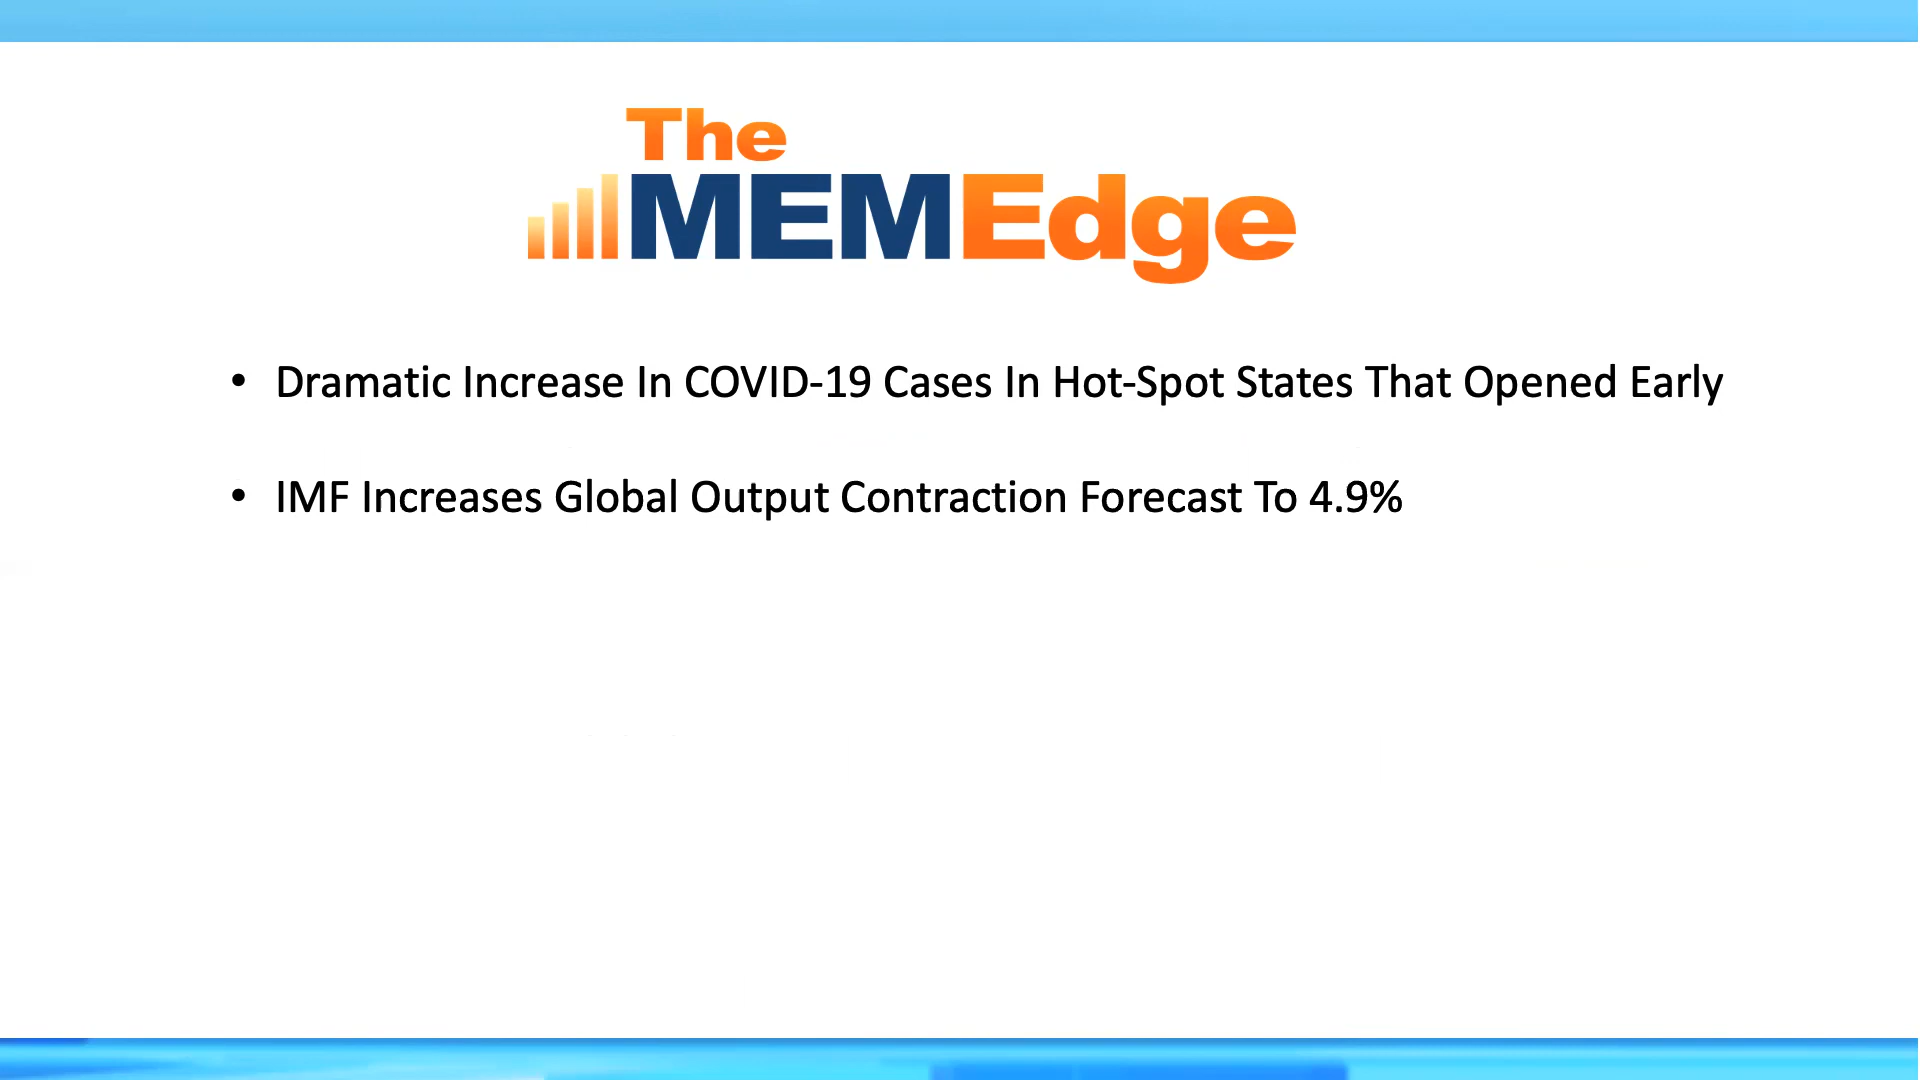 The
MEMEdge
• Dramatic Increase In COVID-19 Cases In Hot-Spot States That Opened Early
• IMF Increases Global Output Contraction Forecast To 4.9%